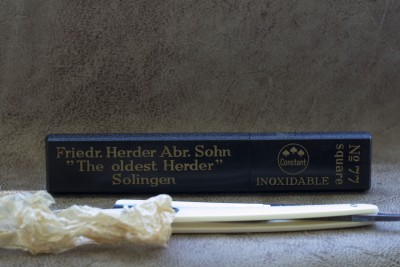 Friedr. Herder Abr. Sohn
"The oldest Herder"
Solingen
Constant
INOXIDABLE
No 77
square